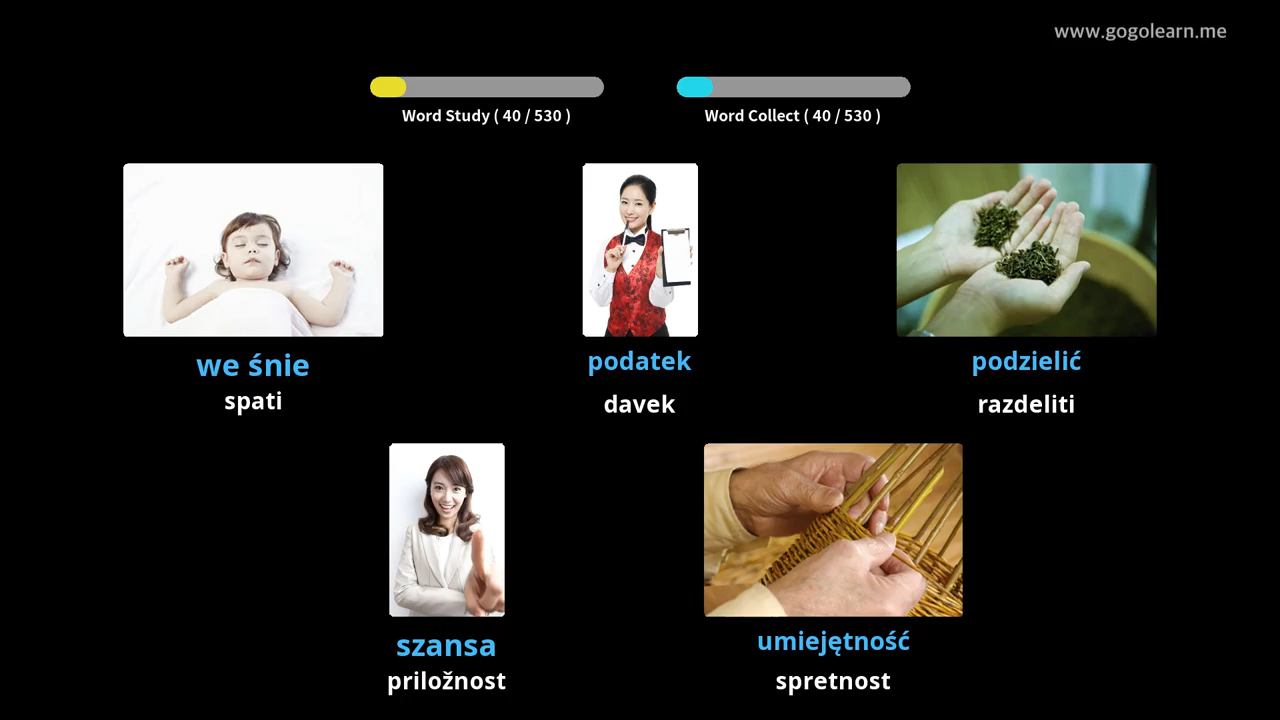 www.gogolearn.me
Word Study ( 40 / 530 )
Word Collect ( 40 / 530 )
we śnie
spati
podatek
davek
podzielić
razdeliti
szansa
priložnost
umiejętność
spretnost